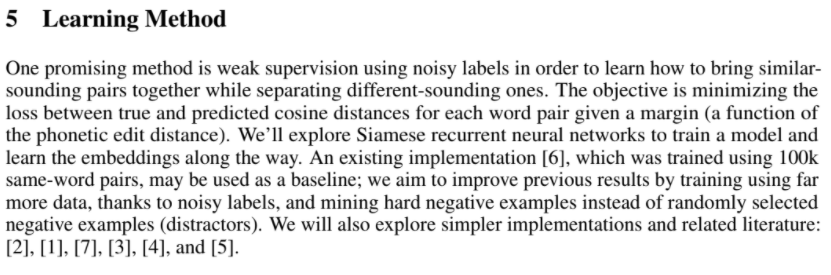 5 Learning Method
One promising method is weak supervision using noisy labels in order to learn how to bring similar-
sounding pairs together while separating different-sounding ones. The objective is minimizing the
loss between true and predicted cosine distances for each word pair given a margin (a function of
the phonetic edit distance). We'll explore Siamese recurrent neural networks to train a model and
learn the embeddings along the way. An existing implementation [6], which was trained using 100k
same-word pairs, may be used as a baseline; we aim to improve previous results by training using far
more data, thanks to noisy labels, and mining hard negative examples instead of randomly selected
negative examples (distractors). We will also explore simpler implementations and related literature:
[2], [1], [7], [3], [4], and [5].